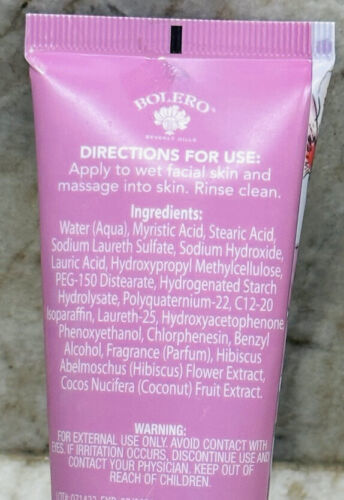 BOLERO™
BEVERLY HILLS
DIRECTIONS FOR USE:
Apply to wet facial skin and
massage into skin. Rinse clean.
Ingredients:
Water (Aqua), Myristic Acid, Stearic Acid,
Sodium Laureth Sulfate, Sodium Hydroxide,
Lauric Acid, Hydroxypropyl Methylcellulose,
PEG-150 Distearate, Hydrogenated Starch
Hydrolysate, Polyquaternium-22, C12-20
Isoparaffin, Laureth-25, Hydroxyacetophenone,
Phenoxyethanol, Chlorphenesin, Benzyl
Alcohol, Fragrance (Parfum), Hibiscus
Abelmoschus (Hibiscus) Flower Extract,
Cocos Nucifera (Coconut) Fruit Extract.
WARNING:
FOR EXTERNAL USE ONLY. AVOID CONTACT WITH
EYES. IF IRRITATION OCCURS, DISCONTINUE USE AND
CONTACT YOUR PHYSICIAN. KEEP OUT OF
REACH OF CHILDREN.